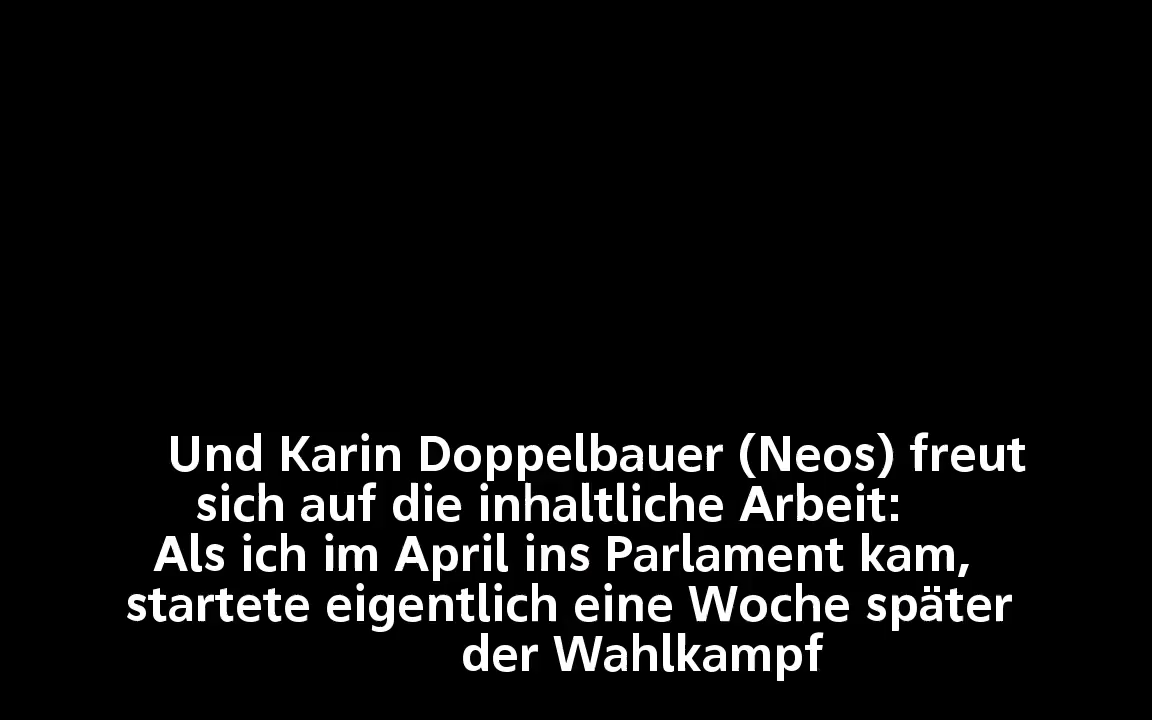 Und Karin Doppelbauer (Neos) freut
sich auf die inhaltliche Arbeit:
Als ich im April ins Parlament kam,
startete eigentlich eine Woche später
der Wahlkampf